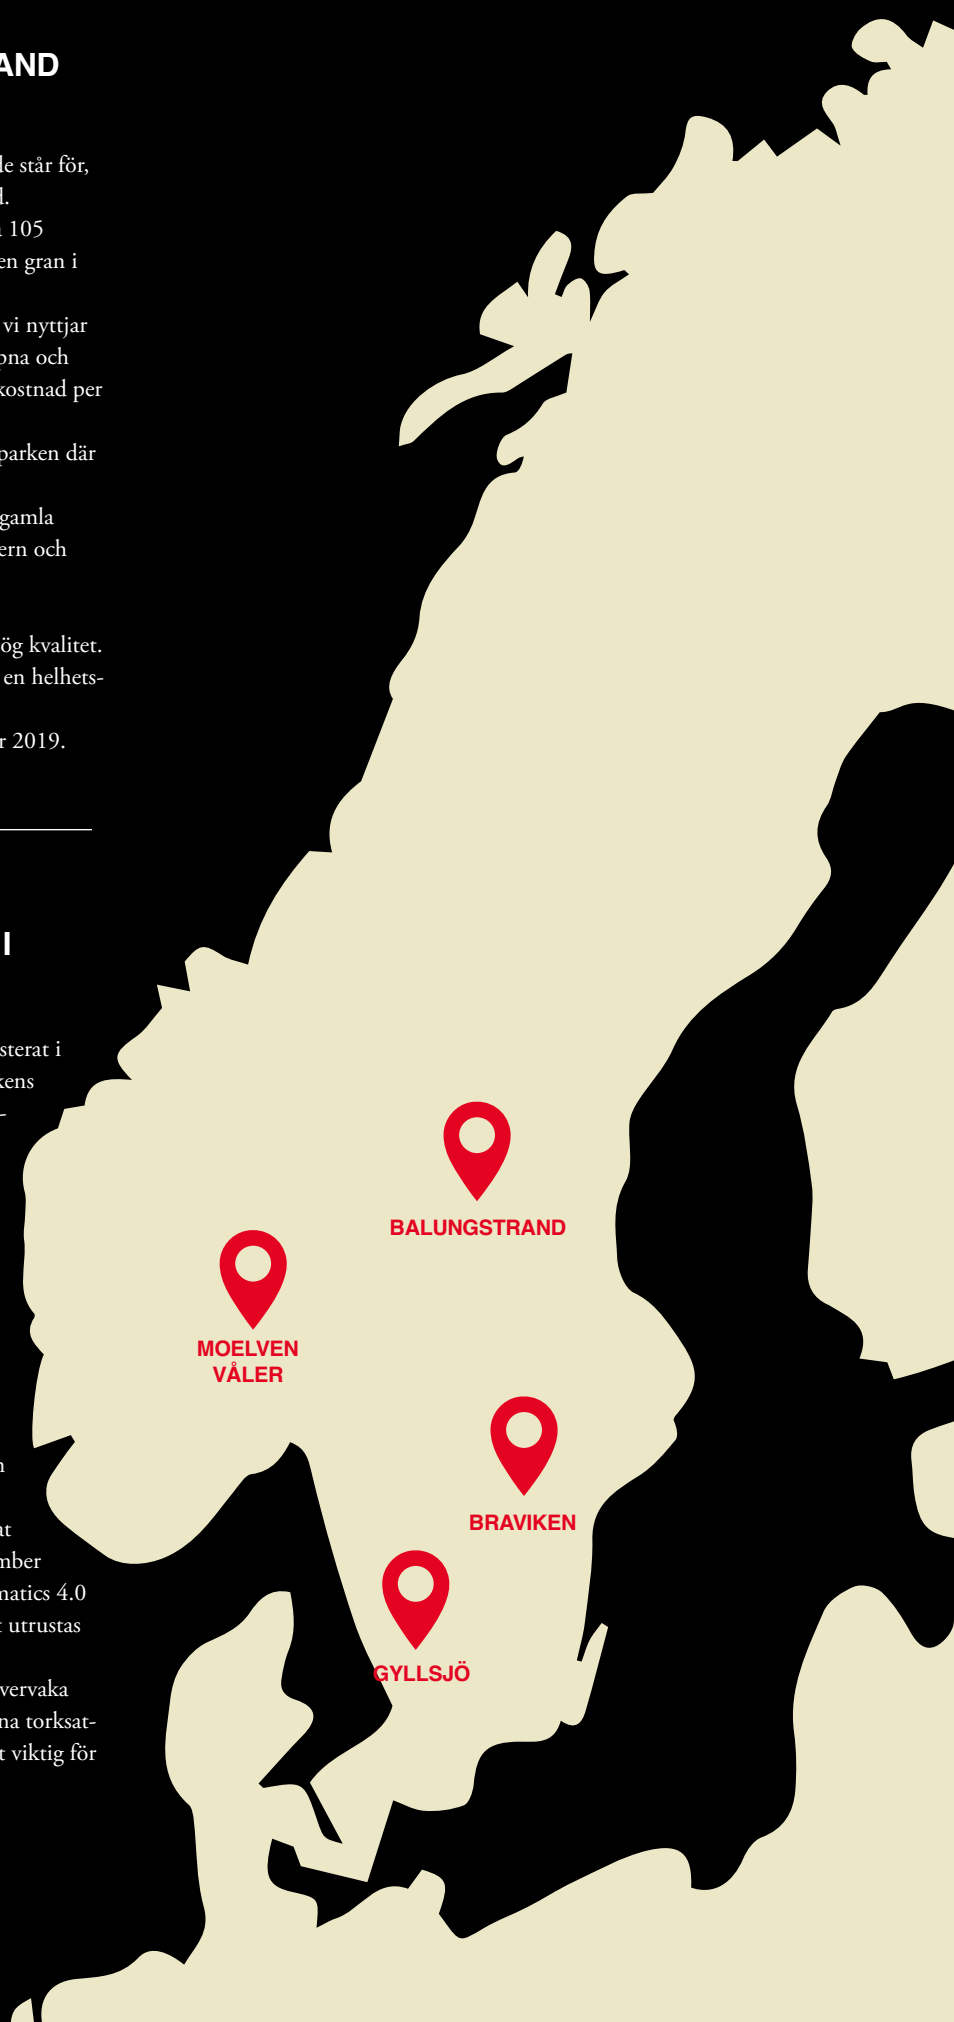 AND
de står för,
d.
105
en gran i
vi nyttjar
pna och
kostnad per
parken där
gamla
ern och
ög kvalitet.
en helhets-
r 2019.
I
sterat i
kens
-
n
at
mber
matics 4.0
t utrustas
vervaka
na torksat-
t viktig för
BALUNGSTRAND
MOELVEN
VÅLER
BRAVIKEN
GYLLSJÖ